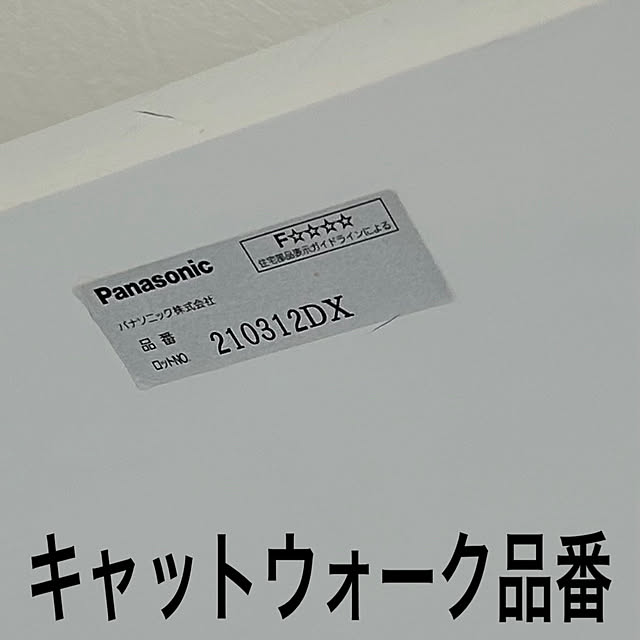 Panasonic
F☆☆☆☆
住宅部品表示ガイドラインによる
パナソニック株式会社
品番
ロットNO. 210312DX
キャットウォーク品番